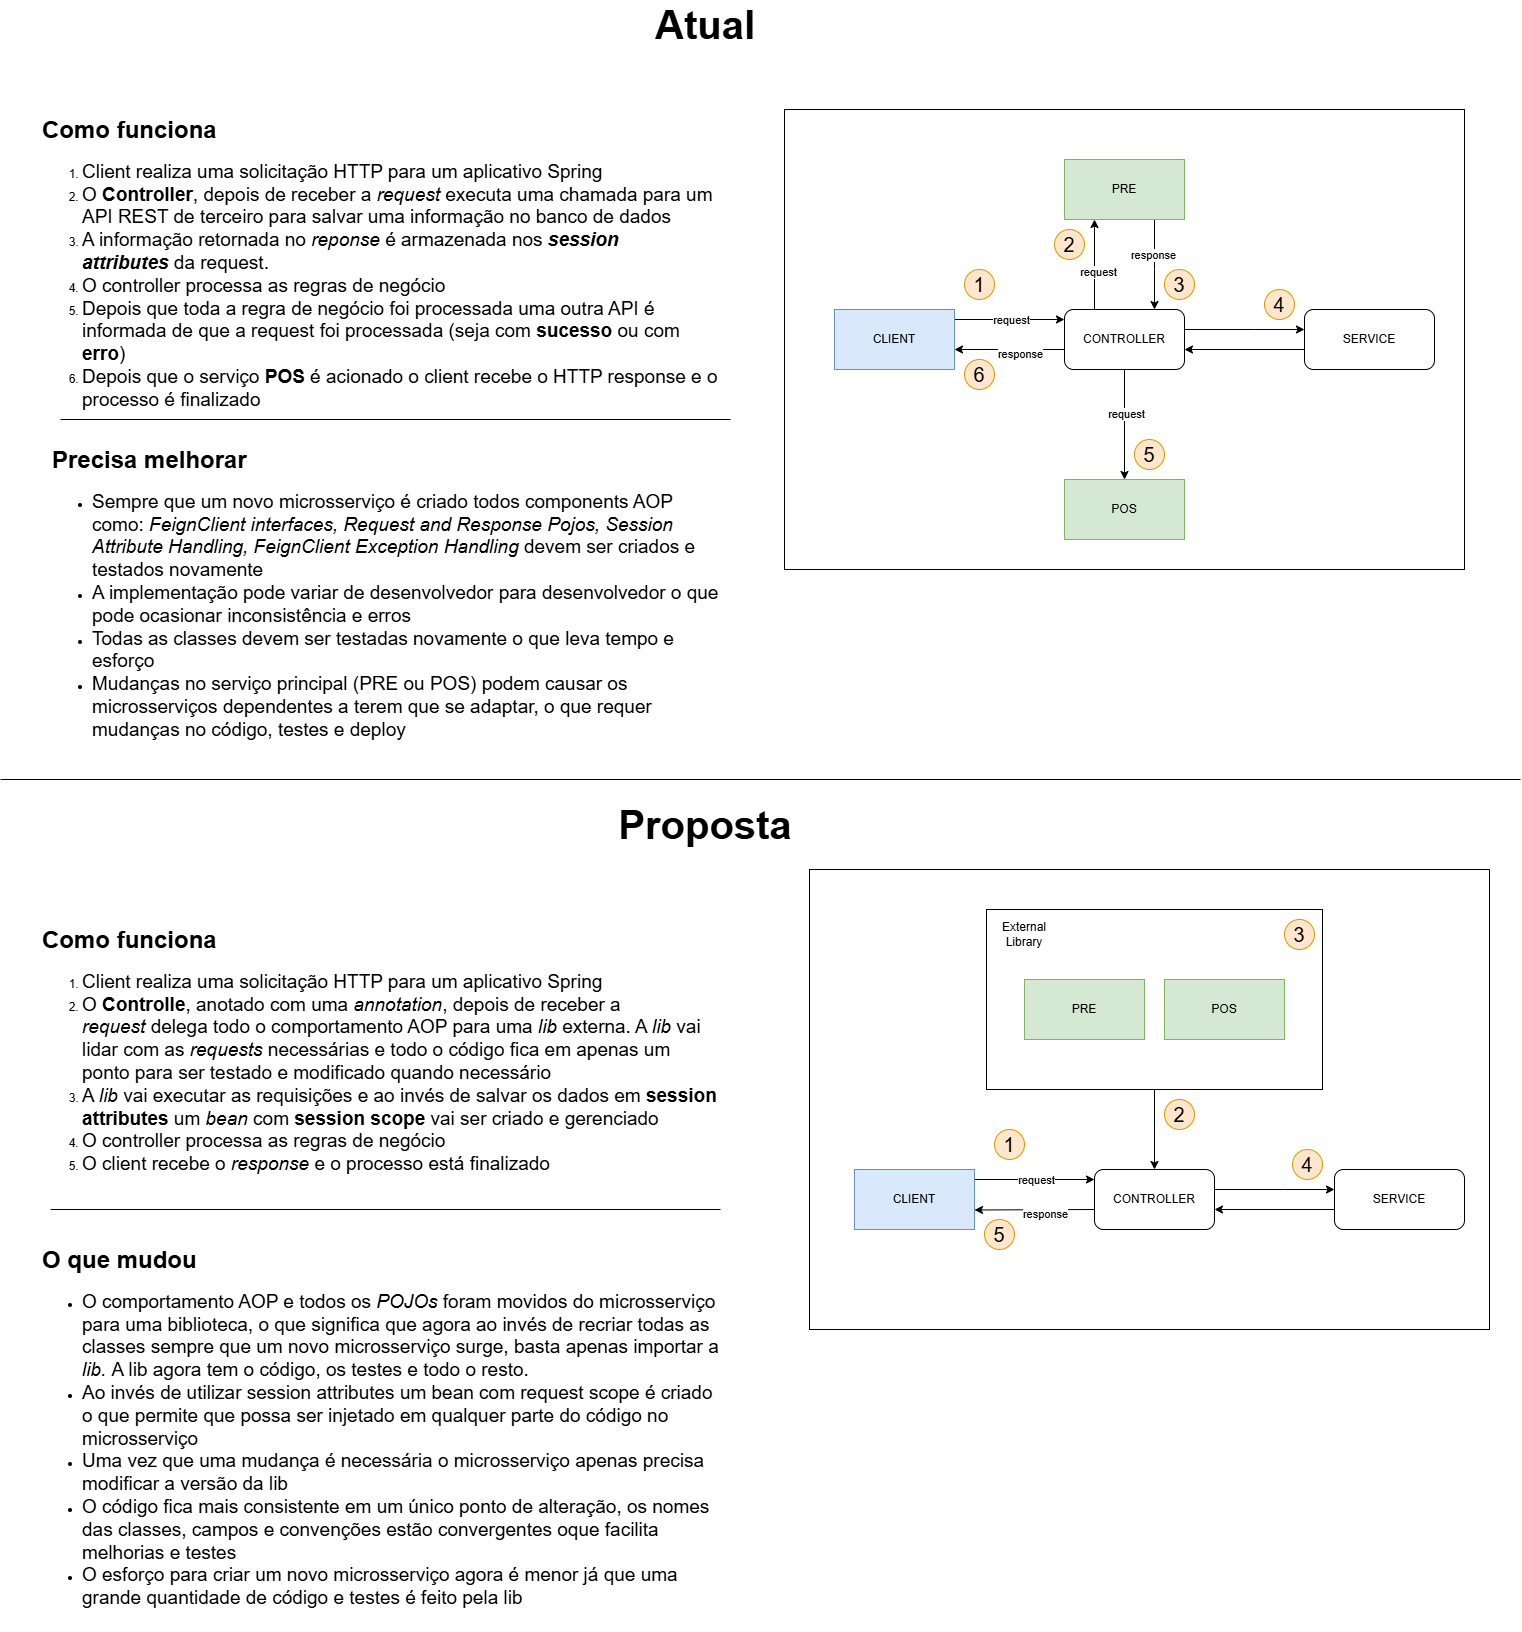 Atual
Como funciona
1. Client realiza uma solicitação HTTP para um aplicativo Spring
2. O Controller, depois de receber a request executa uma chamada para um
API REST de terceiro para salvar uma informação no banco de dados
3. A informação retornada no reponse é armazenada nos session
attributes da request.
4. O controller processa as regras de negócio
5. Depois que toda a regra de negócio foi processada uma outra API é
informada de que a request foi processada (seja com sucesso ou com
erro)
6. Depois que o serviço POS é acionado o client recebe o HTTP response e o
processo é finalizado
PRE
2
response
request
3
1
4
request
CLIENT
CONTROLLER
SERVICE
response
6
request
5
POS
Precisa melhorar
• Sempre que um novo microsserviço é criado todos components AOP
como: FeignClient interfaces, Request and Response Pojos, Session
Attribute Handling, FeignClient Exception Handling devem ser criados e
testados novamente
• A implementação pode variar de desenvolvedor para desenvolvedor o que
pode ocasionar inconsistência e erros
• Todas as classes devem ser testadas novamente o que leva tempo e
esforço
• Mudanças no serviço principal (PRE ou POS) podem causar os
microsserviços dependentes a terem que se adaptar, o que requer
mudanças no código, testes e deploy
Proposta
Como funciona
1. Client realiza uma solicitação HTTP para um aplicativo Spring
2. O Controlle, anotado com uma annotation, depois de receber a
request delega todo o comportamento AOP para uma lib externa. A lib vai
lidar com as requests necessárias e todo o código fica em apenas um
ponto para ser testado e modificado quando necessário
3. A lib vai executar as requisições e ao invés de salvar os dados em session
attributes um bean com session scope vai ser criado e gerenciado
4. O controller processa as regras de negócio
5. O client recebe o response e o processo está finalizado
External
Library
3
PRE
POS
2
1
4
request
CLIENT
CONTROLLER
SERVICE
response
5
O que mudou
• O comportamento AOP e todos os POJOs foram movidos do microsserviço
para uma biblioteca, o que significa que agora ao invés de recriar todas as
classes sempre que um novo microsserviço surge, basta apenas importar a
lib. A lib agora tem o código, os testes e todo o resto.
• Ao invés de utilizar session attributes um bean com request scope é criado
o que permite que possa ser injetado em qualquer parte do código no
microsserviço
• Uma vez que uma mudança é necessária o microsserviço apenas precisa
modificar a versão da lib
• O código fica mais consistente em um único ponto de alteração, os nomes
das classes, campos e convenções estão convergentes oque facilita
melhorias e testes
• O esforço para criar um novo microsserviço agora é menor já que uma
grande quantidade de código e testes é feito pela lib